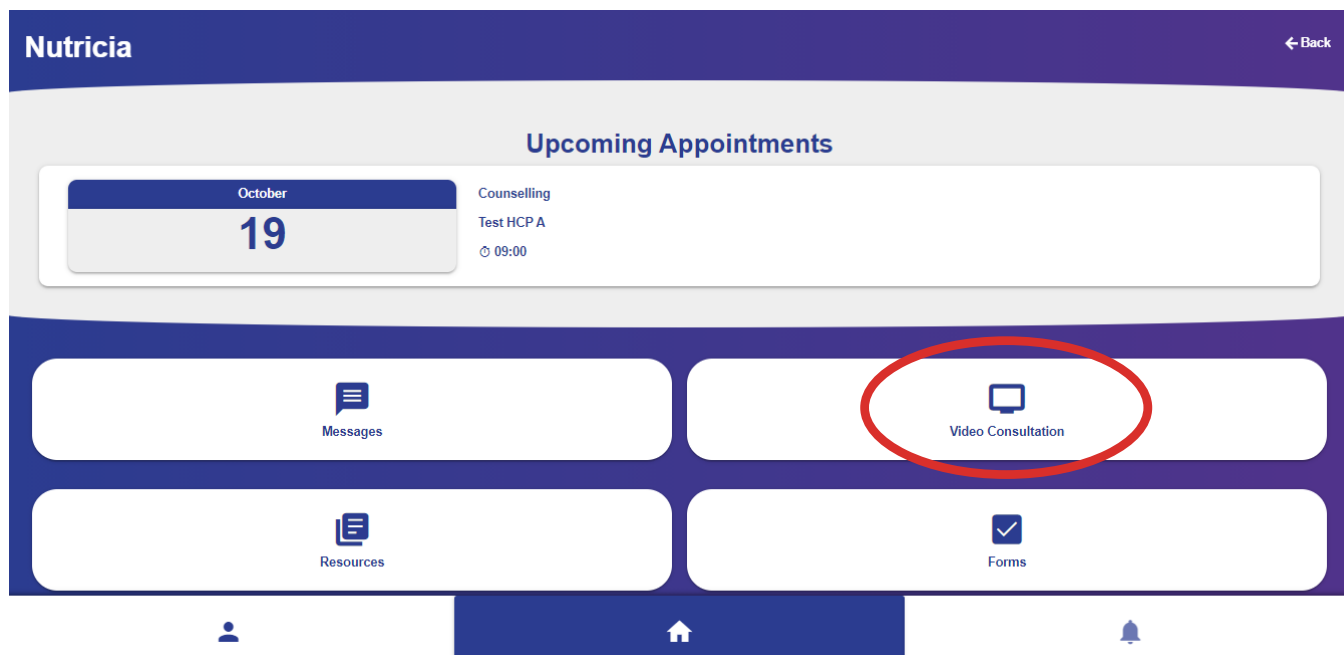 Nutricia
Back
Upcoming Appointments
October
19
Counselling
Test HCP A
09:00
Messages
Video Consultation
Resources
Forms